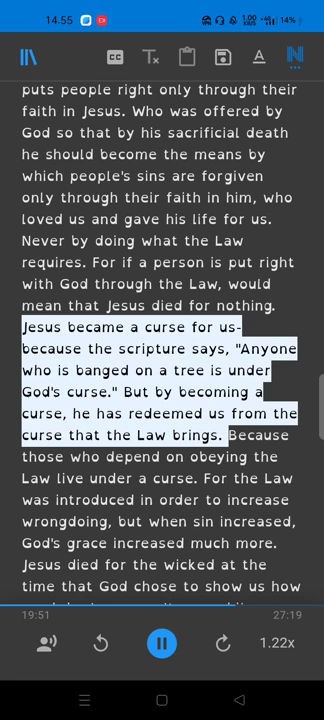 14.55
1.00
KB/S
4G
14%
CC
A
puts people right only through their
faith in Jesus. Who was offered by
God so that by his sacrificial death
he should become the means by
which people's sins are forgiven
only through their faith in him, who
loved us and gave his life for us.
Never by doing what the Law
requires. For if a person is put right
with God through the Law, would
mean that Jesus died for nothing.
Jesus became a curse for us-
because the scripture says, "Anyone
who is banged on a tree is under
God's curse." But by becoming a
curse, he has redeemed us from the
curse that the Law brings. Because
those who depend on obeying the
Law live under a curse. For the Law
was introduced in order to increase
wrongdoing, but when sin increased,
God's grace increased much more.
Jesus died for the wicked at the
time that God chose to show us how
19:51
27:19
1.22x